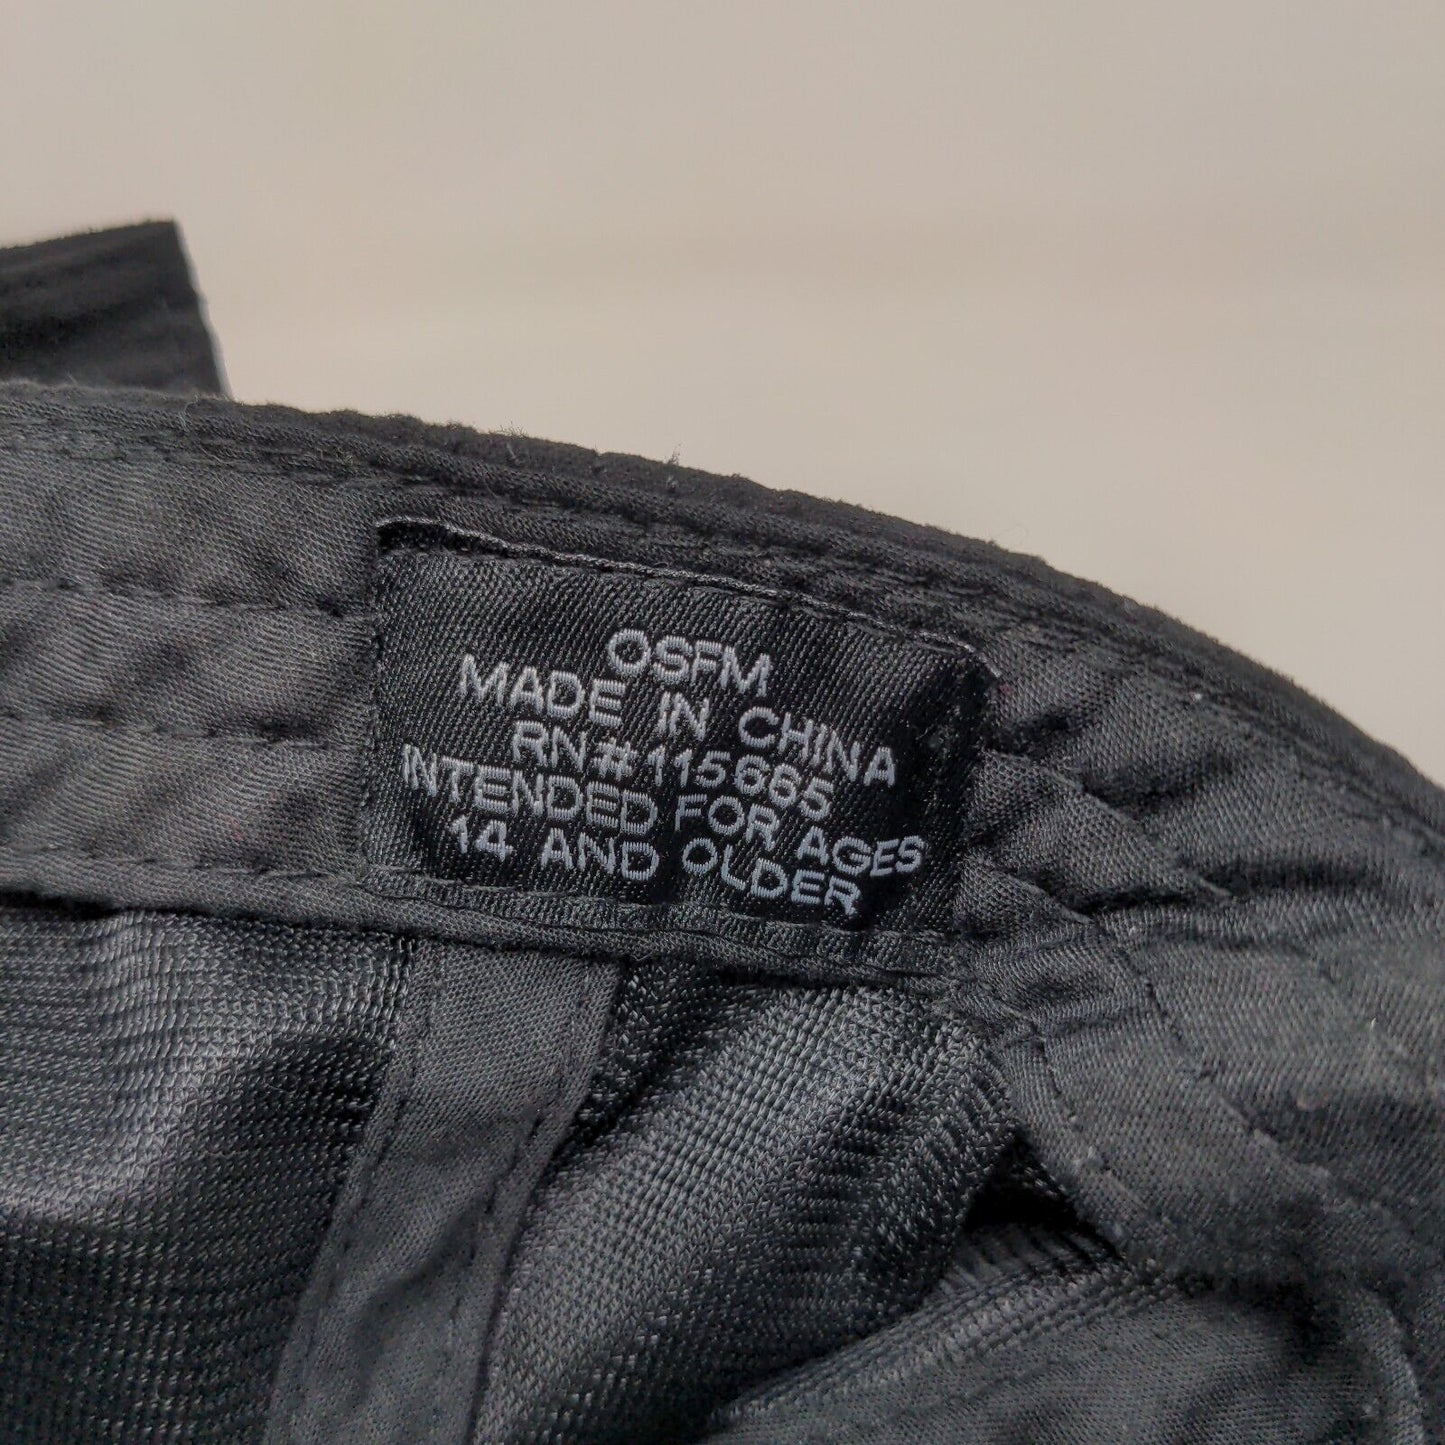 OSFM
MADE IN CHINA
RN#115665
INTENDED FOR AGES
14 AND OLDER